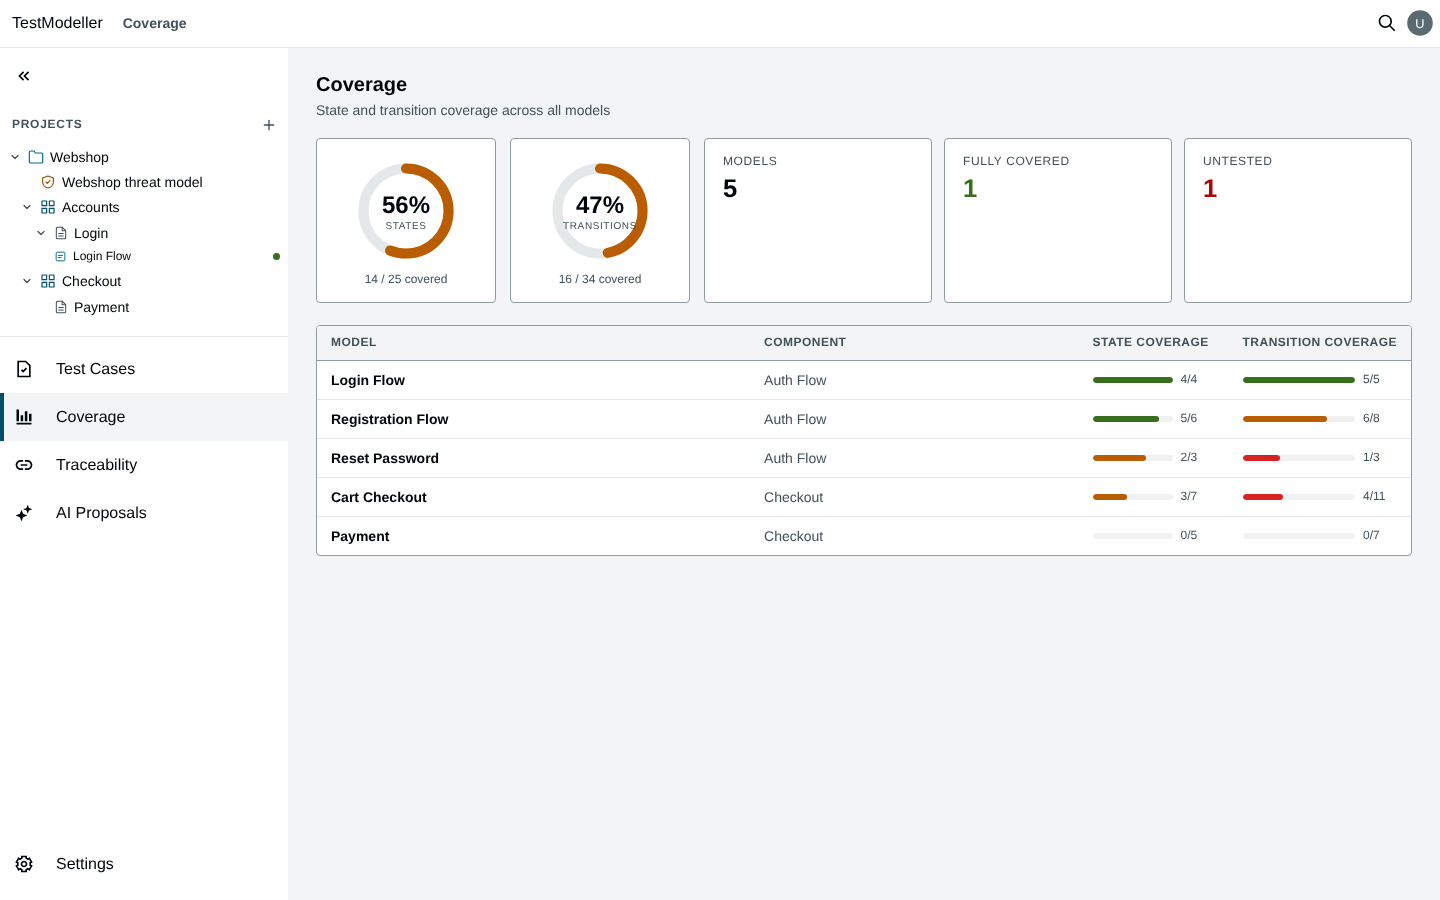 TestModeller Coverage U
PROJECTS
Webshop
Webshop threat model
Accounts
Login
Login Flow
Checkout
Payment
Test Cases
Coverage
Traceability
AI Proposals
Settings
Coverage
State and transition coverage across all models
56%
STATES
14 / 25 covered
47%
TRANSITIONS
16 / 34 covered
MODELS
5
FULLY COVERED
1
UNTESTED
1
MODEL COMPONENT STATE COVERAGE TRANSITION COVERAGE
Login Flow Auth Flow 4/4 5/5
Registration Flow Auth Flow 5/6 6/8
Reset Password Auth Flow 2/3 1/3
Cart Checkout Checkout 3/7 4/11
Payment Checkout 0/5 0/7